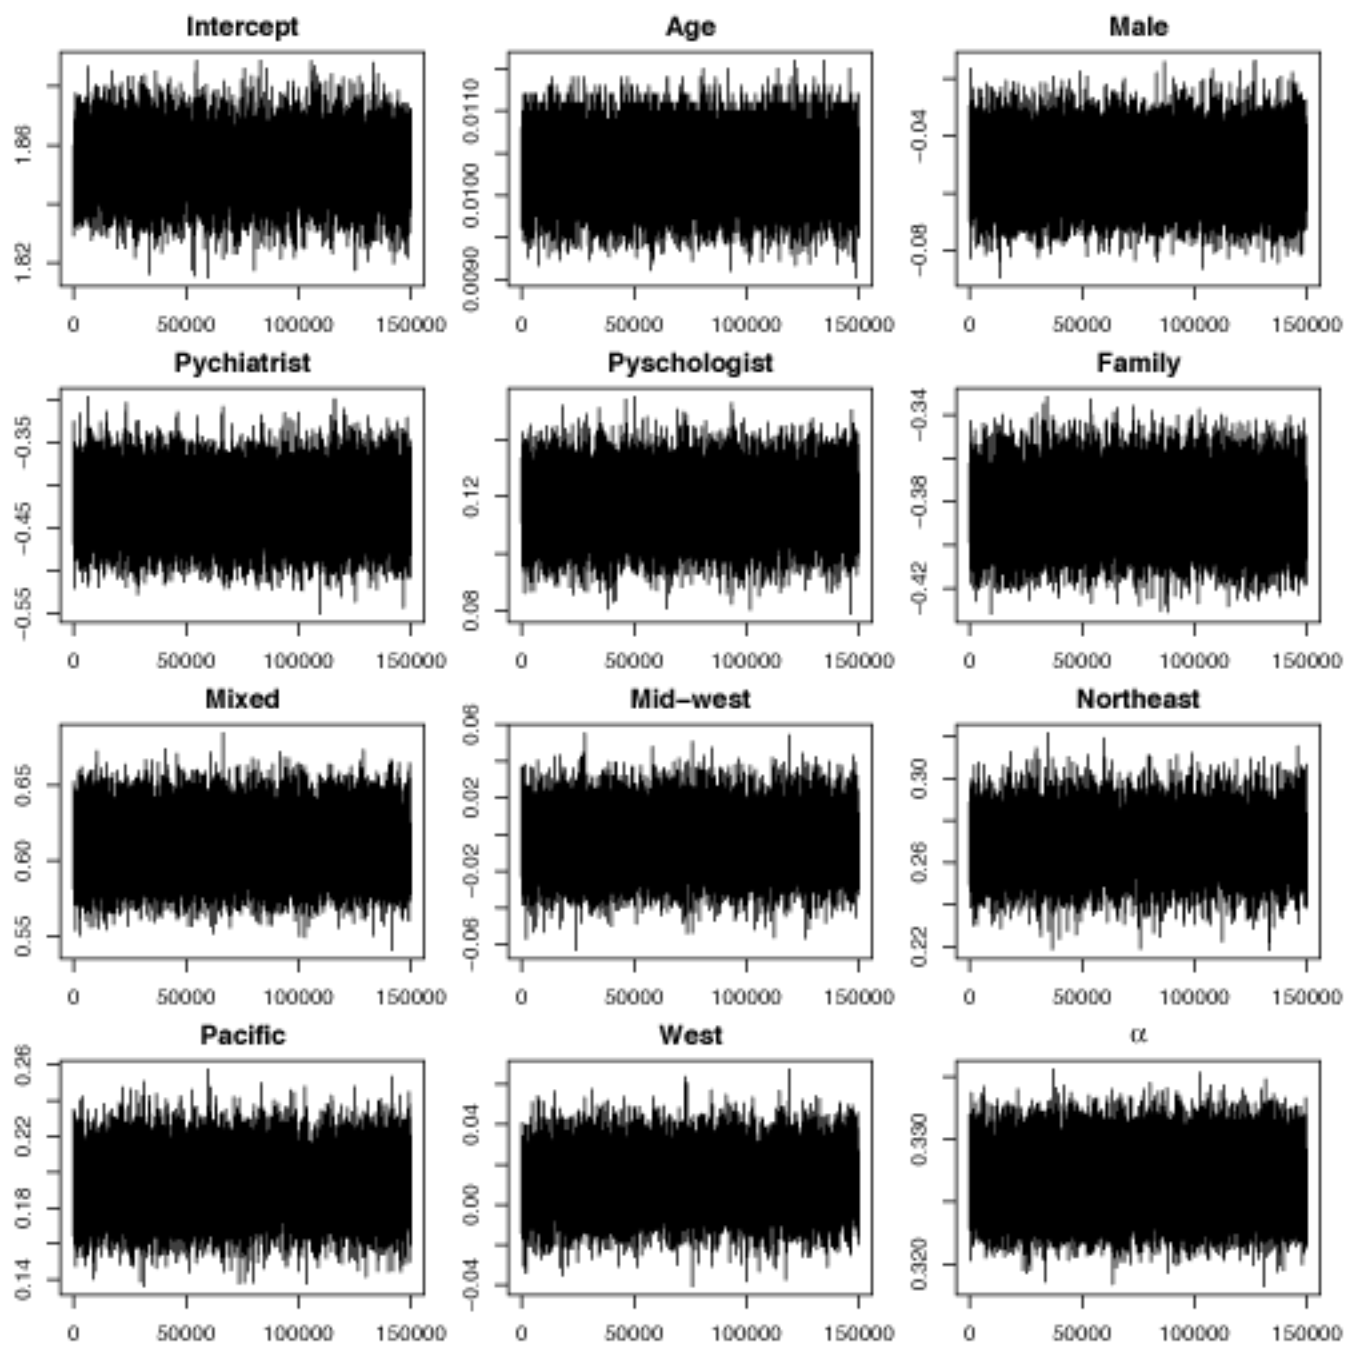 Intercept Age Male
1.82 1.86
0 50000 100000 150000
0.0090 0.0100 0.0110
0 50000 100000 150000
−0.08 −0.04
0 50000 100000 150000
Pychiatrist Pyschologist Family
−0.55 −0.45 −0.35
0 50000 100000 150000
0.08 0.12
0 50000 100000 150000
−0.42 −0.38 −0.34
0 50000 100000 150000
Mixed Mid−west Northeast
0.55 0.60 0.65
0 50000 100000 150000
−0.06 −0.02 0.02 0.06
0 50000 100000 150000
0.22 0.26 0.30
0 50000 100000 150000
Pacific West α
0.14 0.18 0.22 0.26
0 50000 100000 150000
−0.04 0.00 0.04
0 50000 100000 150000
0.320 0.330
0 50000 100000 150000